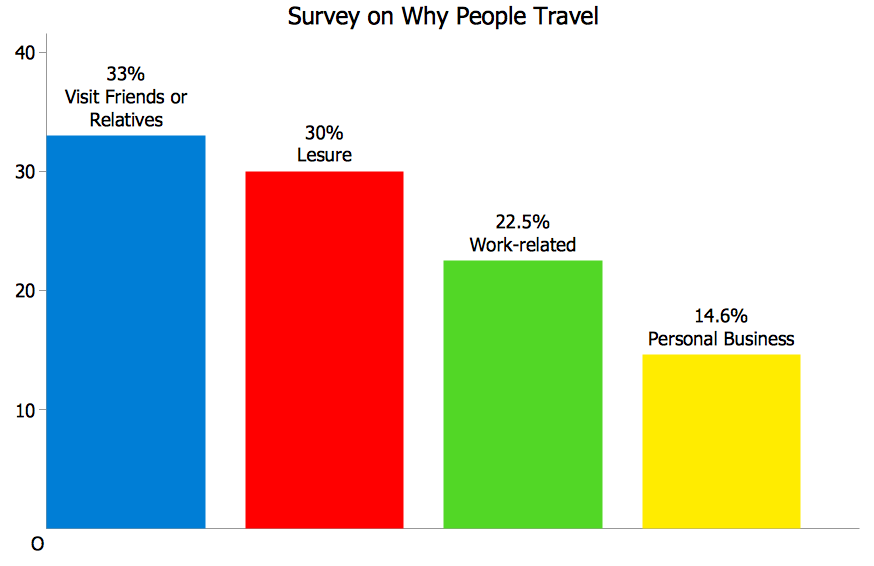 Survey on Why People Travel
40
33%
Visit Friends or
Relatives
30%
Lesure
30
22.5%
Work-related
20
14.6%
Personal Business
10
O